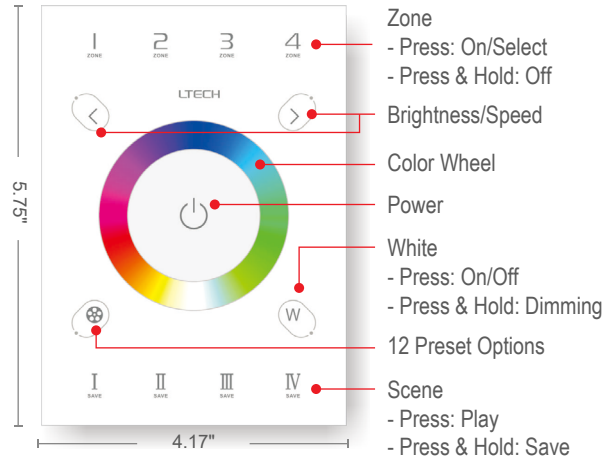 1 2 3 4
ZONE ZONE ZONE ZONE
LTECH
W
I II III IV
SAVE SAVE SAVE SAVE
5.75"
4.17"
Zone
- Press: On/Select
- Press & Hold: Off
Brightness/Speed
Color Wheel
Power
White
- Press: On/Off
- Press & Hold: Dimming
12 Preset Options
Scene
- Press: Play
- Press & Hold: Save